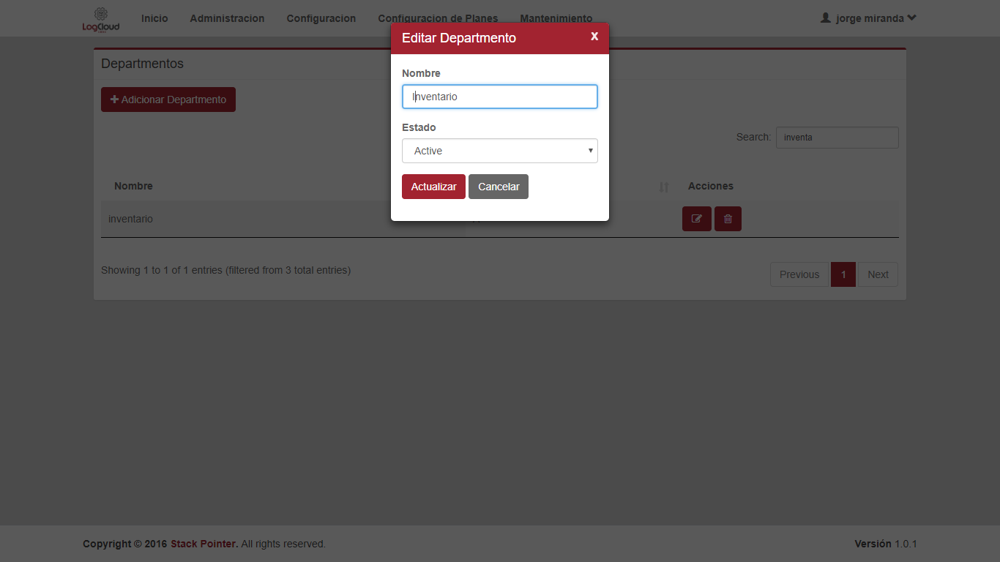 LogCloud Inicio Administracion Configuracion Configuracion de Planes Mantenimiento jorge miranda
Editar Departmento x
Departmentos
Nombre
Adicionar Departmento
Inventario
Estado
Search: inventa
Active
Nombre Acciones
Actualizar Cancelar
inventario
Showing 1 to 1 of 1 entries (filtered from 3 total entries)
Previous 1 Next
Copyright © 2016 Stack Pointer. All rights reserved. Versión 1.0.1